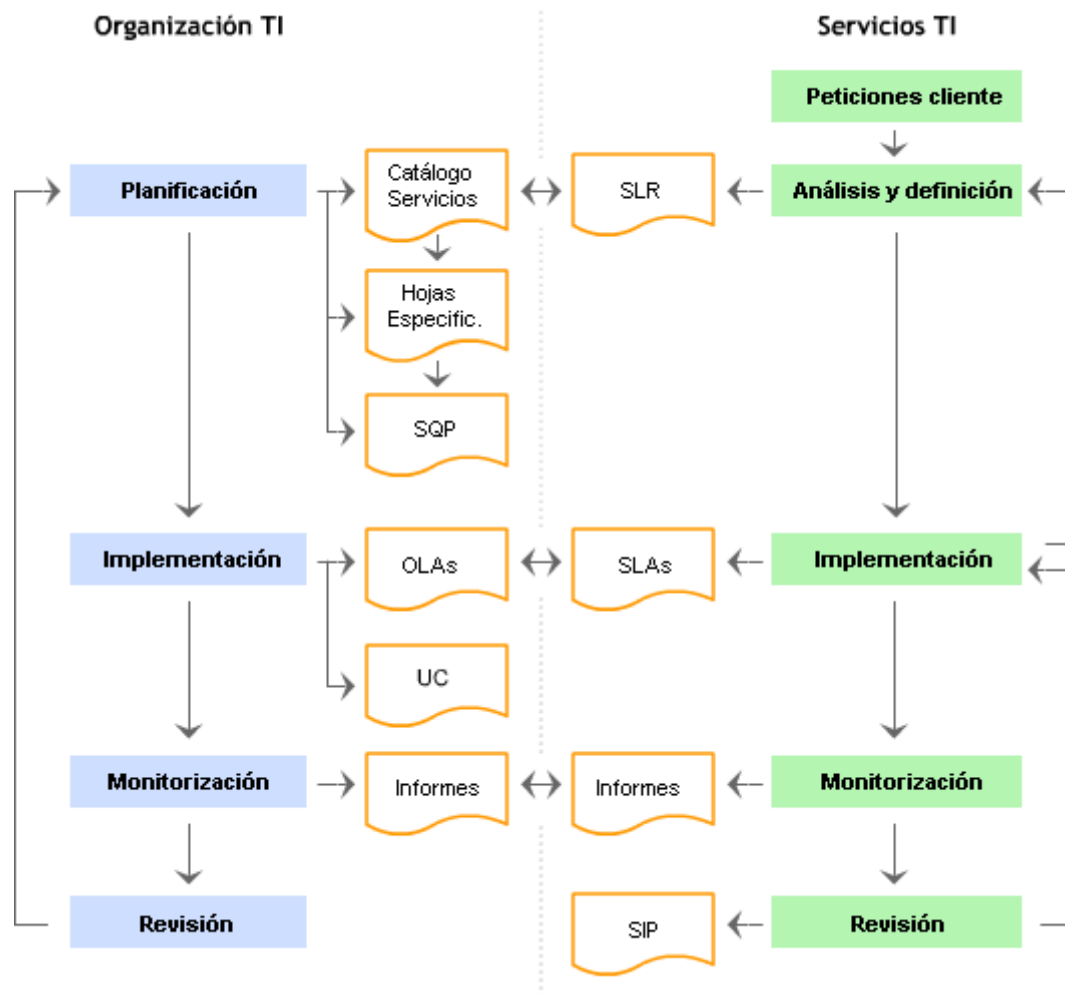 Organización TI
Servicios TI
Peticiones cliente
Planificación
Catálogo
Servicios
SLR
Análisis y definición
Hojas
Especific.
SQP
Implementación
OLAs
SLAs
Implementación
UC
Monitorización
Informes
Informes
Monitorización
Revisión
SIP
Revisión